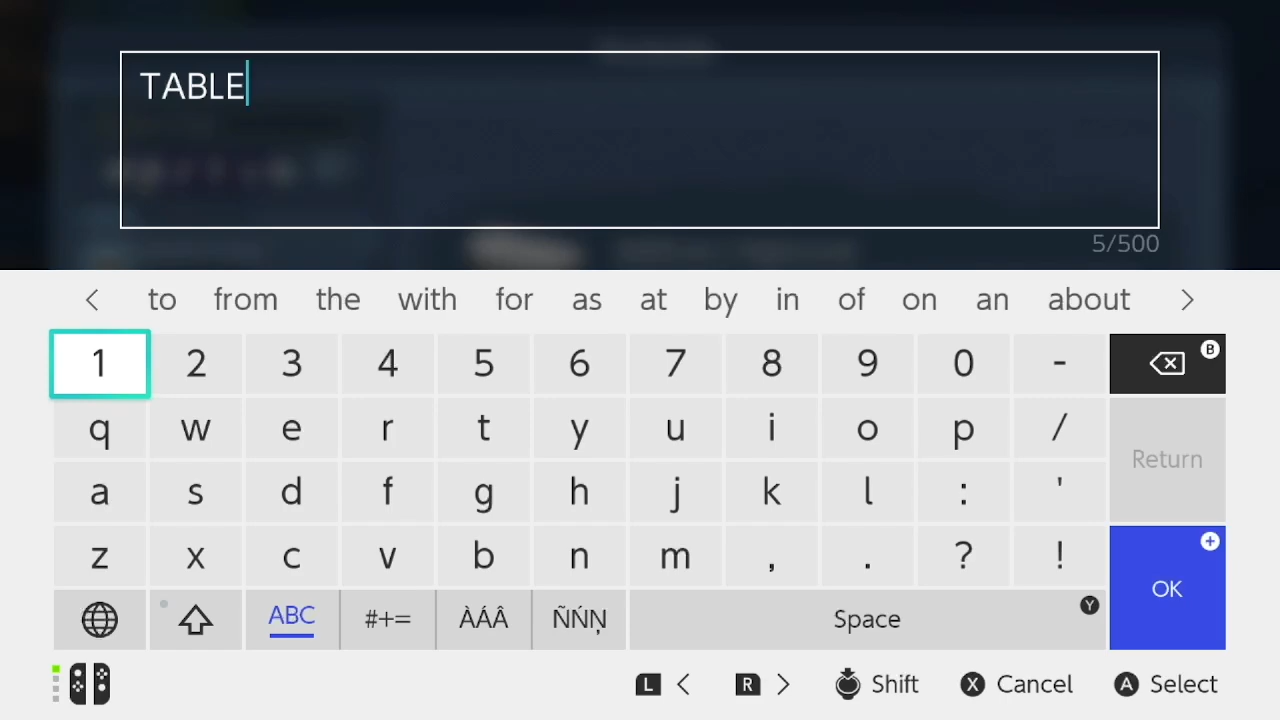 TABLE
5/500
< to from the with for as at by in of on an about >
1 2 3 4 5 6 7 8 9 0 - B
q w e r t y u i o p /
Return
a s d f g h j k l : '
z x c v b n m , . ? ! +
OK
ABC #+= ÀÁÂ ÑŃŅ Space Y
L < R > Shift X Cancel A Select